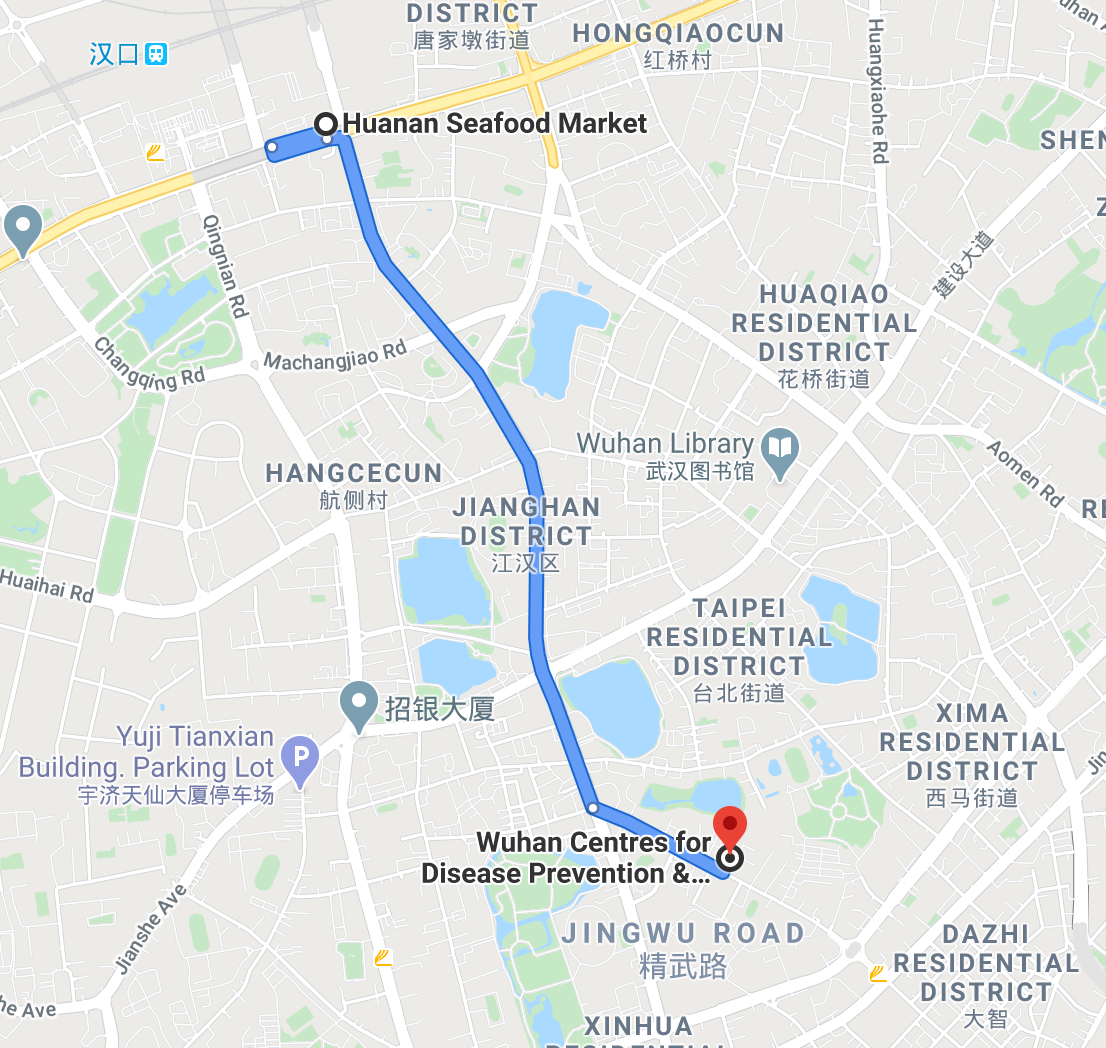 DISTRICT
唐家墩街道
HONGQIAOCUN
红桥村
汉口
Huangxiaohe Rd
Huanan Seafood Market
SHEN
Z
Qingnian Rd
建设大道
HUAQIAO
RESIDENTIAL
DISTRICT
花桥街道
Changqing Rd
Machangjiao Rd
Wuhan Library
武汉图书馆
Aomen Rd
HANGCECUN
航侧村
JIANGHAN
DISTRICT
江汉区
RE
Huaihai Rd
TAIPEI
RESIDENTIAL
DISTRICT
台北街道
招银大厦
XIMA
RESIDENTIAL
DISTRICT
西马街道
Jin
Yuji Tianxian
Building. Parking Lot
宇济天仙大厦停车场
P
Wuhan Centres for
Disease Prevention &...
Jianshe Ave
JINGWU ROAD
精武路
DAZHI
RESIDENTIAL
DISTRICT
大智
he Ave
XINHUA
RESIDENTIAL